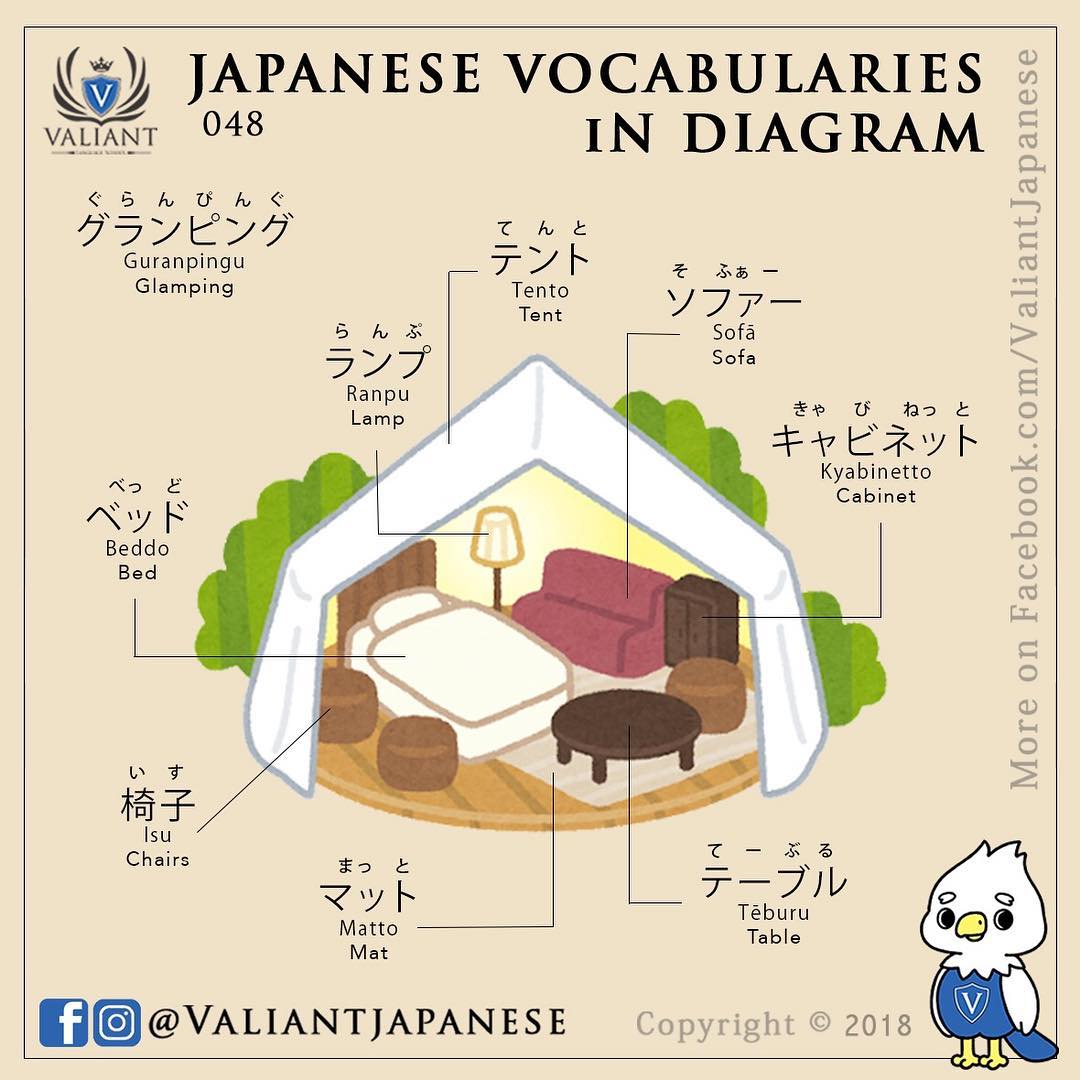 VALIANT
JAPANESE VOCABULARIES
048
IN DIAGRAM
ぐらんぴんぐ
グランピング
Guranpingu
Glamping
てんと
テント
Tento
Tent
そふぁー
ソファー
Sofā
Sofa
らんぷ
ランプ
Ranpu
Lamp
きゃびねっと
キャビネット
Kyabinetto
Cabinet
べっど
ベッド
Beddo
Bed
いす
椅子
Isu
Chairs
まっと
マット
Matto
Mat
てーぶる
テーブル
Tēburu
Table
More on Facebook.com/ValiantJapanese
V
@VALIANTJAPANESE
Copyright © 2018